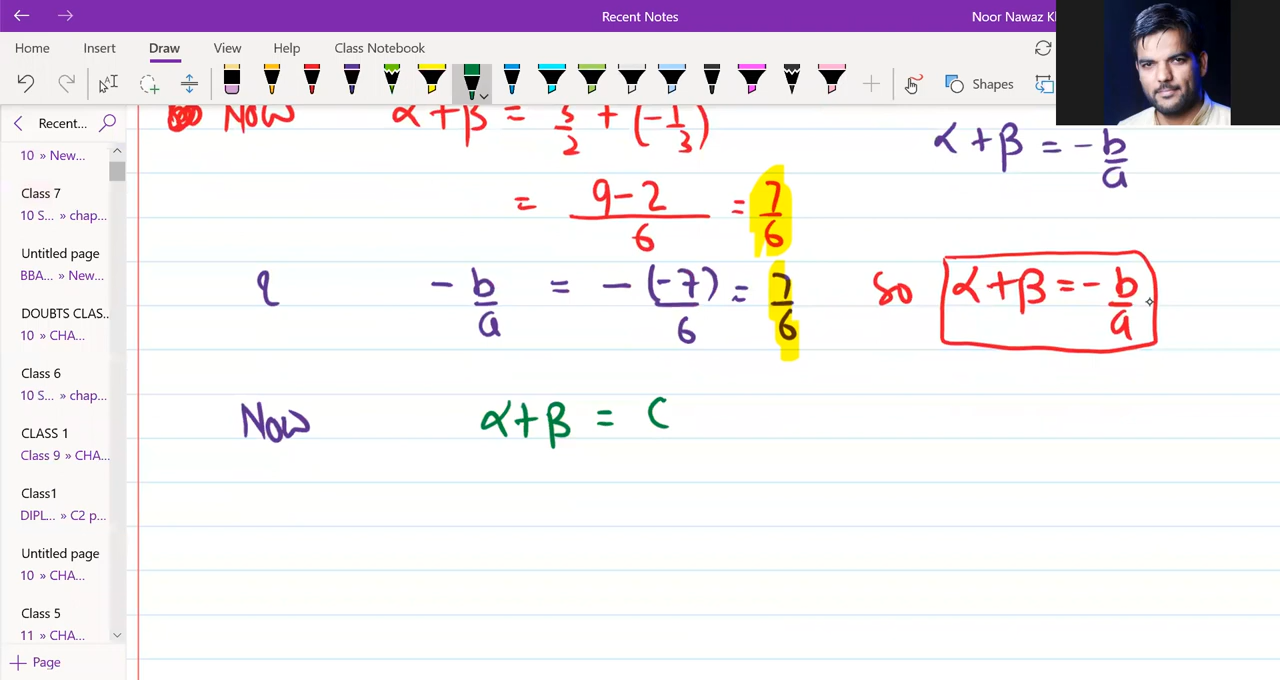 Recent Notes
Noor Nawaz Kh
Home Insert Draw View Help Class Notebook
Shapes
Recent...
10 » New...
Class 7
10 S... » chap...
Untitled page
BBA... » New...
DOUBTS CLAS..
10 » CHA...
Class 6
10 S... » chap...
CLASS 1
Class 9 » CHA...
Class1
DIPL... » C2 p...
Untitled page
10 » CHA...
Class 5
11 » CHA...
Page
Now α+β = 3/2 + (-1/3)
α+β = -b/a
= 9-2/6 = 7/6
-b/a = -(-7)/6 = 7/6 so α+β = -b/a
Now α+β = C